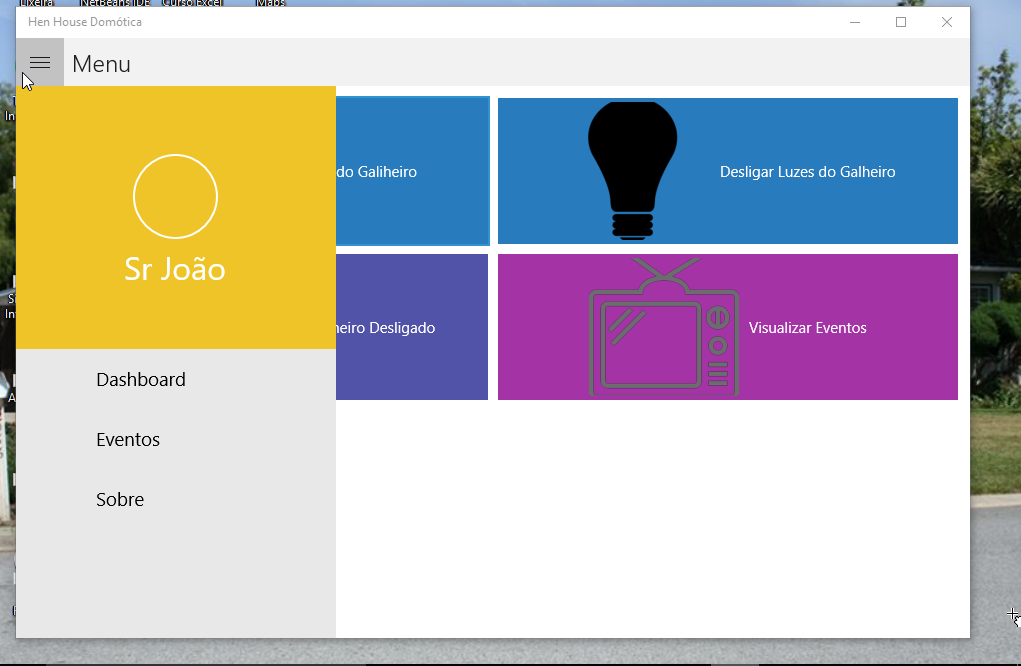 NetBeans IDE
Curso Excel
Maps
Hen House Domótica
Menu
do Galiheiro
Desligar Luzes do Galheiro
Sr João
heiro Desligado
Visualizar Eventos
Dashboard
Eventos
Sobre